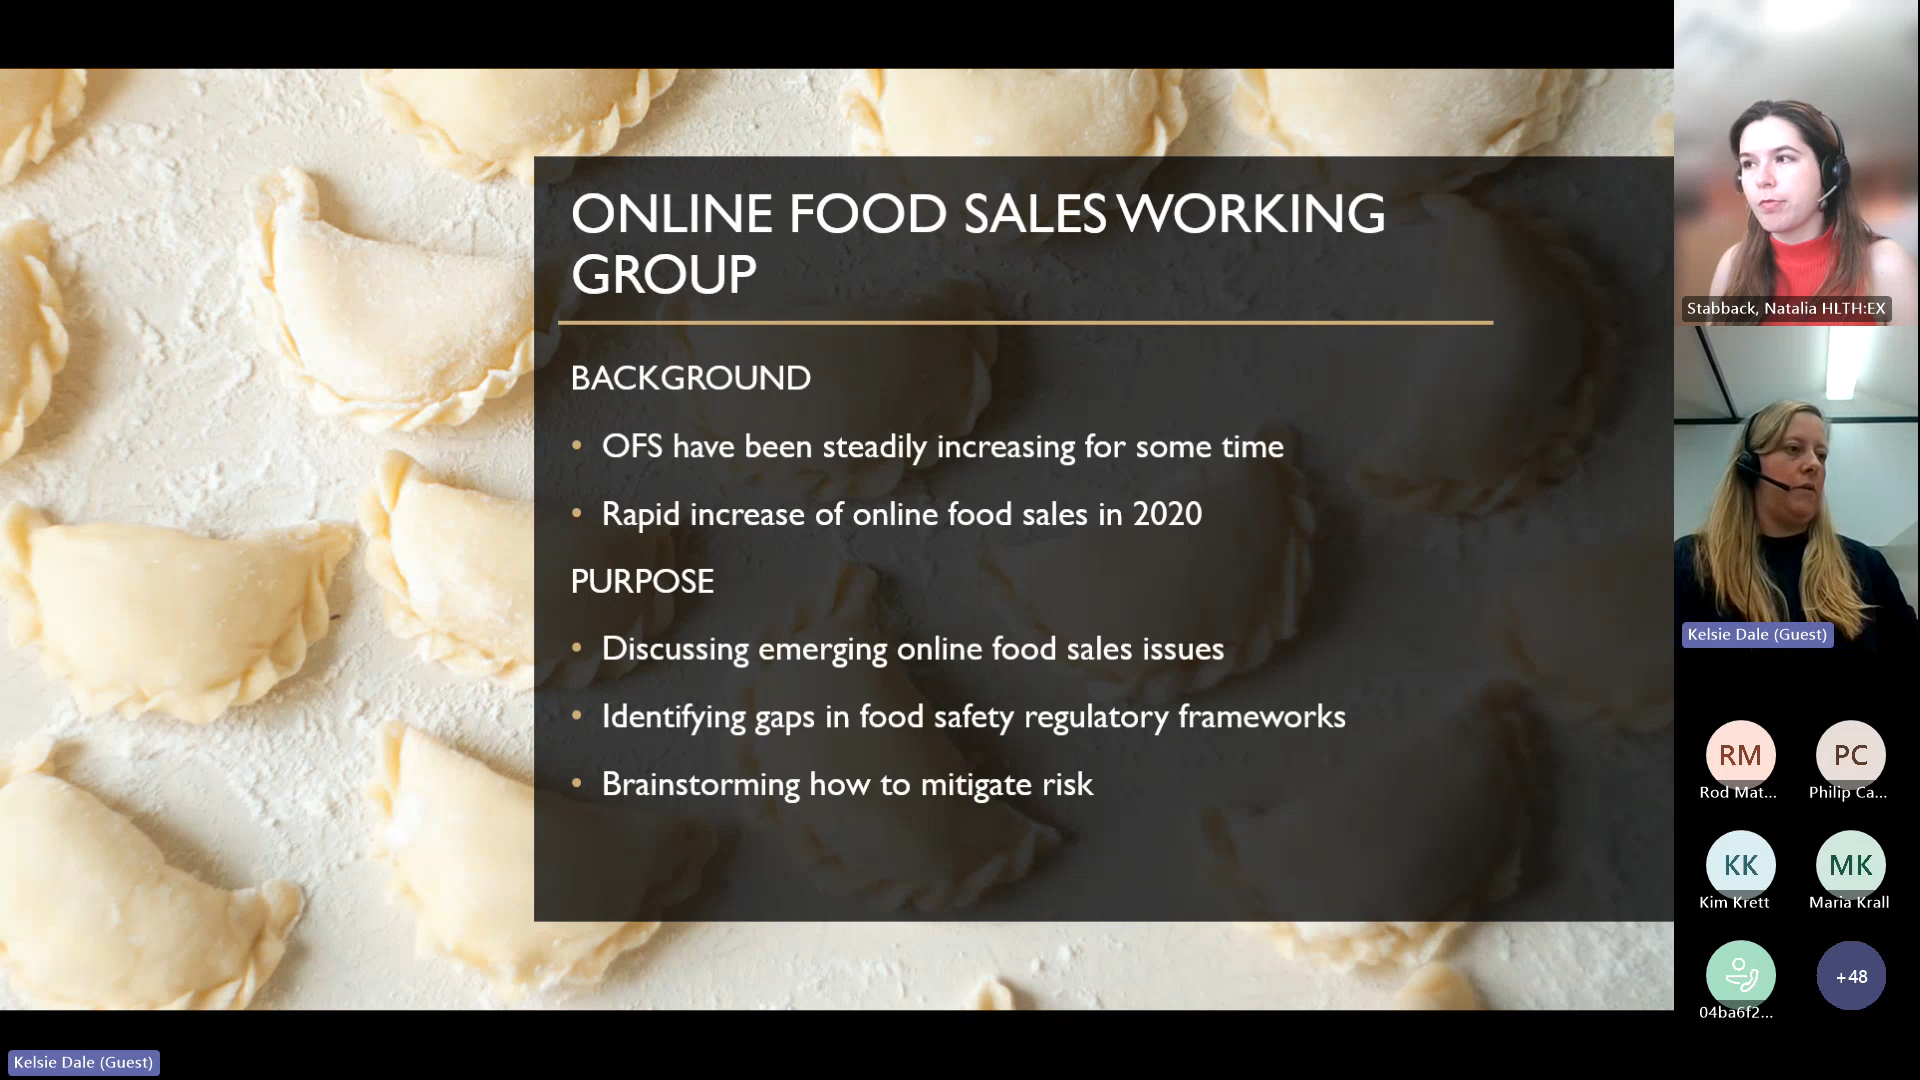 ONLINE FOOD SALES WORKING
GROUP
BACKGROUND
• OFS have been steadily increasing for some time
• Rapid increase of online food sales in 2020
PURPOSE
• Discussing emerging online food sales issues
• Identifying gaps in food safety regulatory frameworks
• Brainstorming how to mitigate risk
Stabback, Natalia HLTH:EX
Kelsie Dale (Guest)
RM
Rod Mat...
PC
Philip Ca...
KK
Kim Krett
MK
Maria Krall
04ba6f2...
+48
Kelsie Dale (Guest)